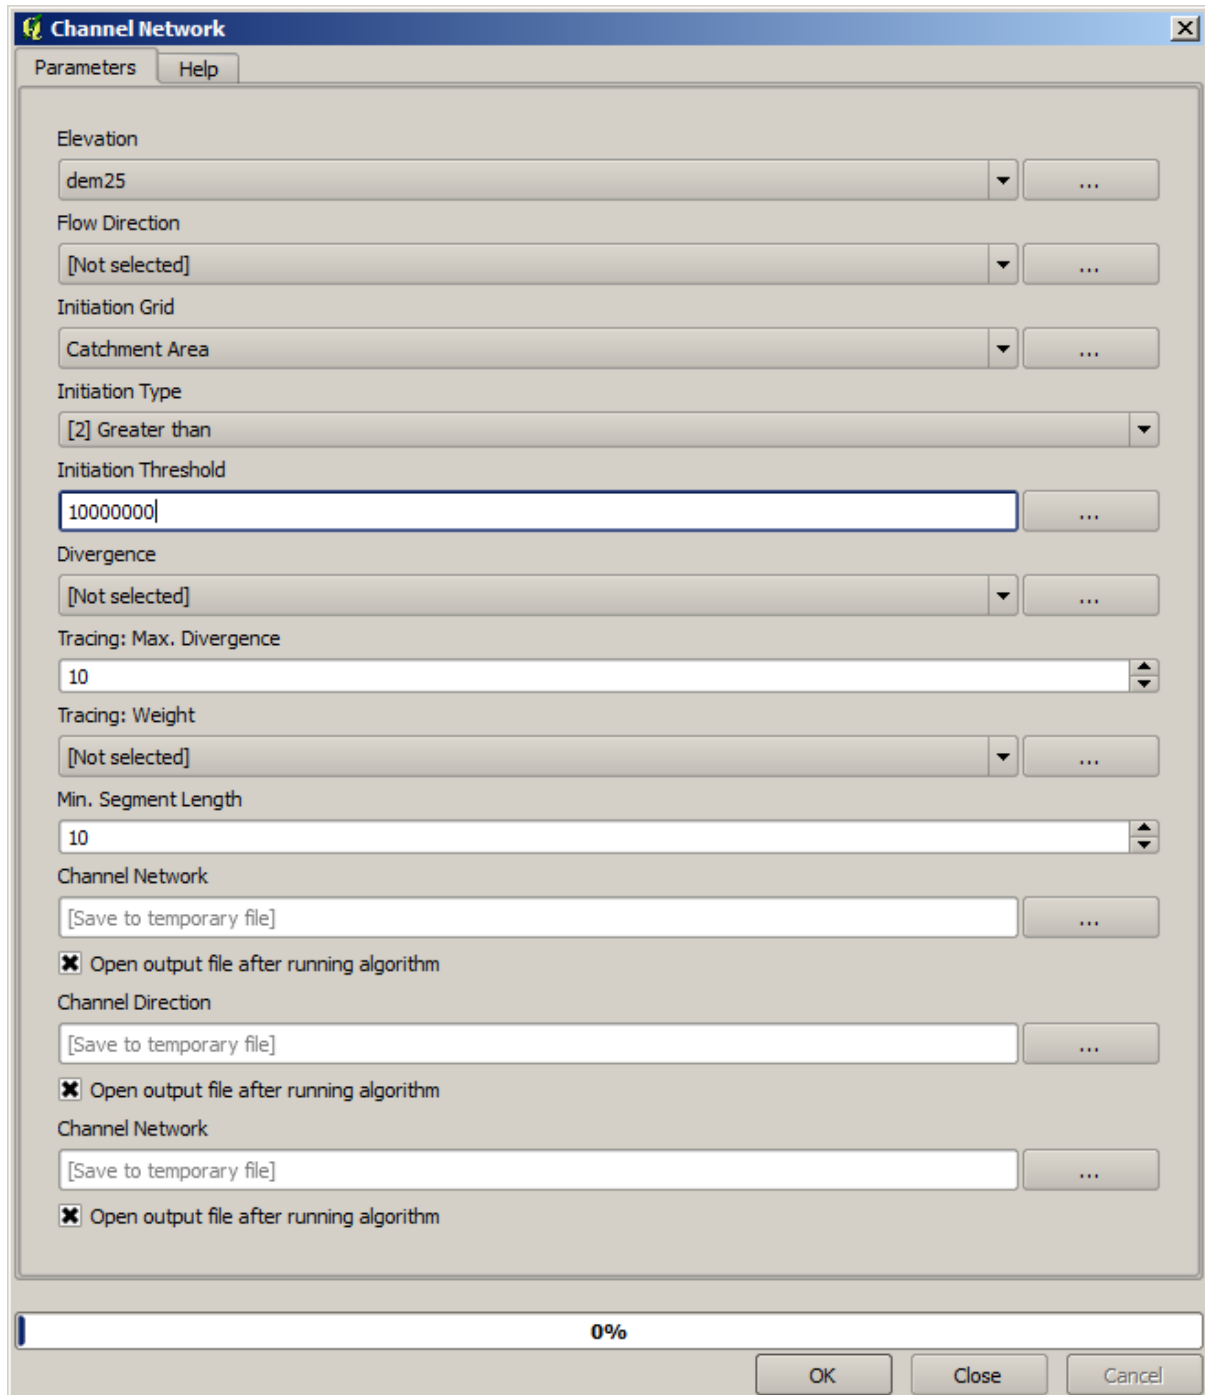 Channel Network
Parameters Help
Elevation
dem25 ...
Flow Direction
[Not selected] ...
Initiation Grid
Catchment Area ...
Initiation Type
[2] Greater than
Initiation Threshold
10000000 ...
Divergence
[Not selected] ...
Tracing: Max. Divergence
10
Tracing: Weight
[Not selected] ...
Min. Segment Length
10
Channel Network
[Save to temporary file] ...
Open output file after running algorithm
Channel Direction
[Save to temporary file] ...
Open output file after running algorithm
Channel Network
[Save to temporary file] ...
Open output file after running algorithm
0%
OK Close Cancel